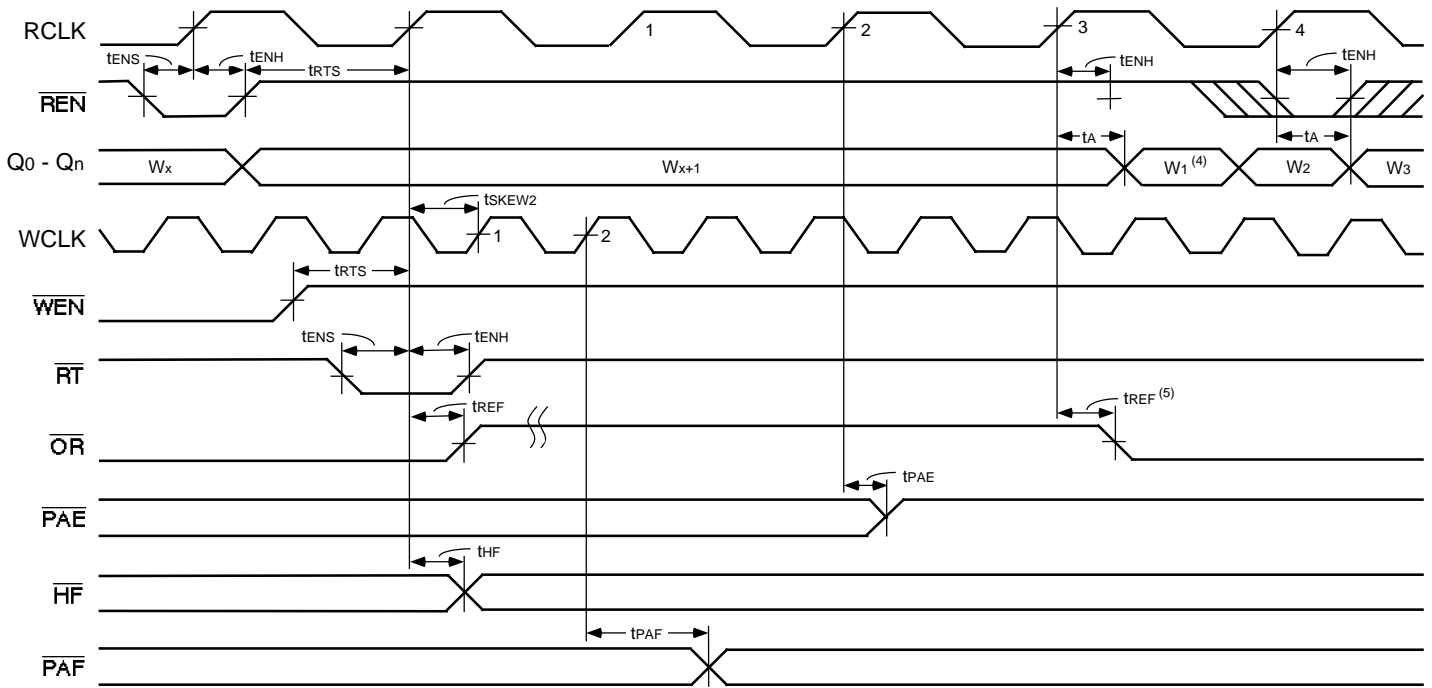 RCLK 1 2 3 4
tENS tENH tRTS tENH tENH
REN
tA tA
Q0 - Qn Wx Wx+1 W1 (4) W2 W3
tSKEW2
WCLK 1 2
tRTS
WEN
tENS tENH
RT
tREF tREF (5)
OR
tPAE
PAE
tHF
HF
tPAF
PAF